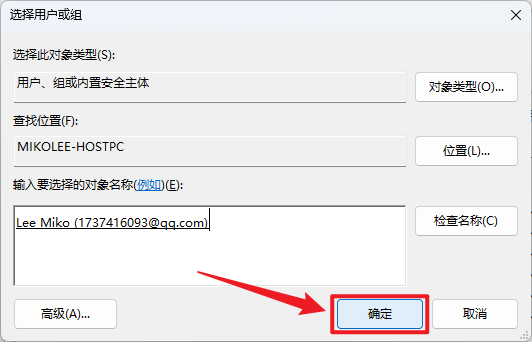 选择用户或组
选择此对象类型(S):
用户、组或内置安全主体
对象类型(O)...
查找位置(F):
MIKOLEE-HOSTPC
位置(L)...
输入要选择的对象名称(例如)(E):
Lee Miko (1737416093@qq.com)
检查名称(C)
高级(A)...
确定
取消